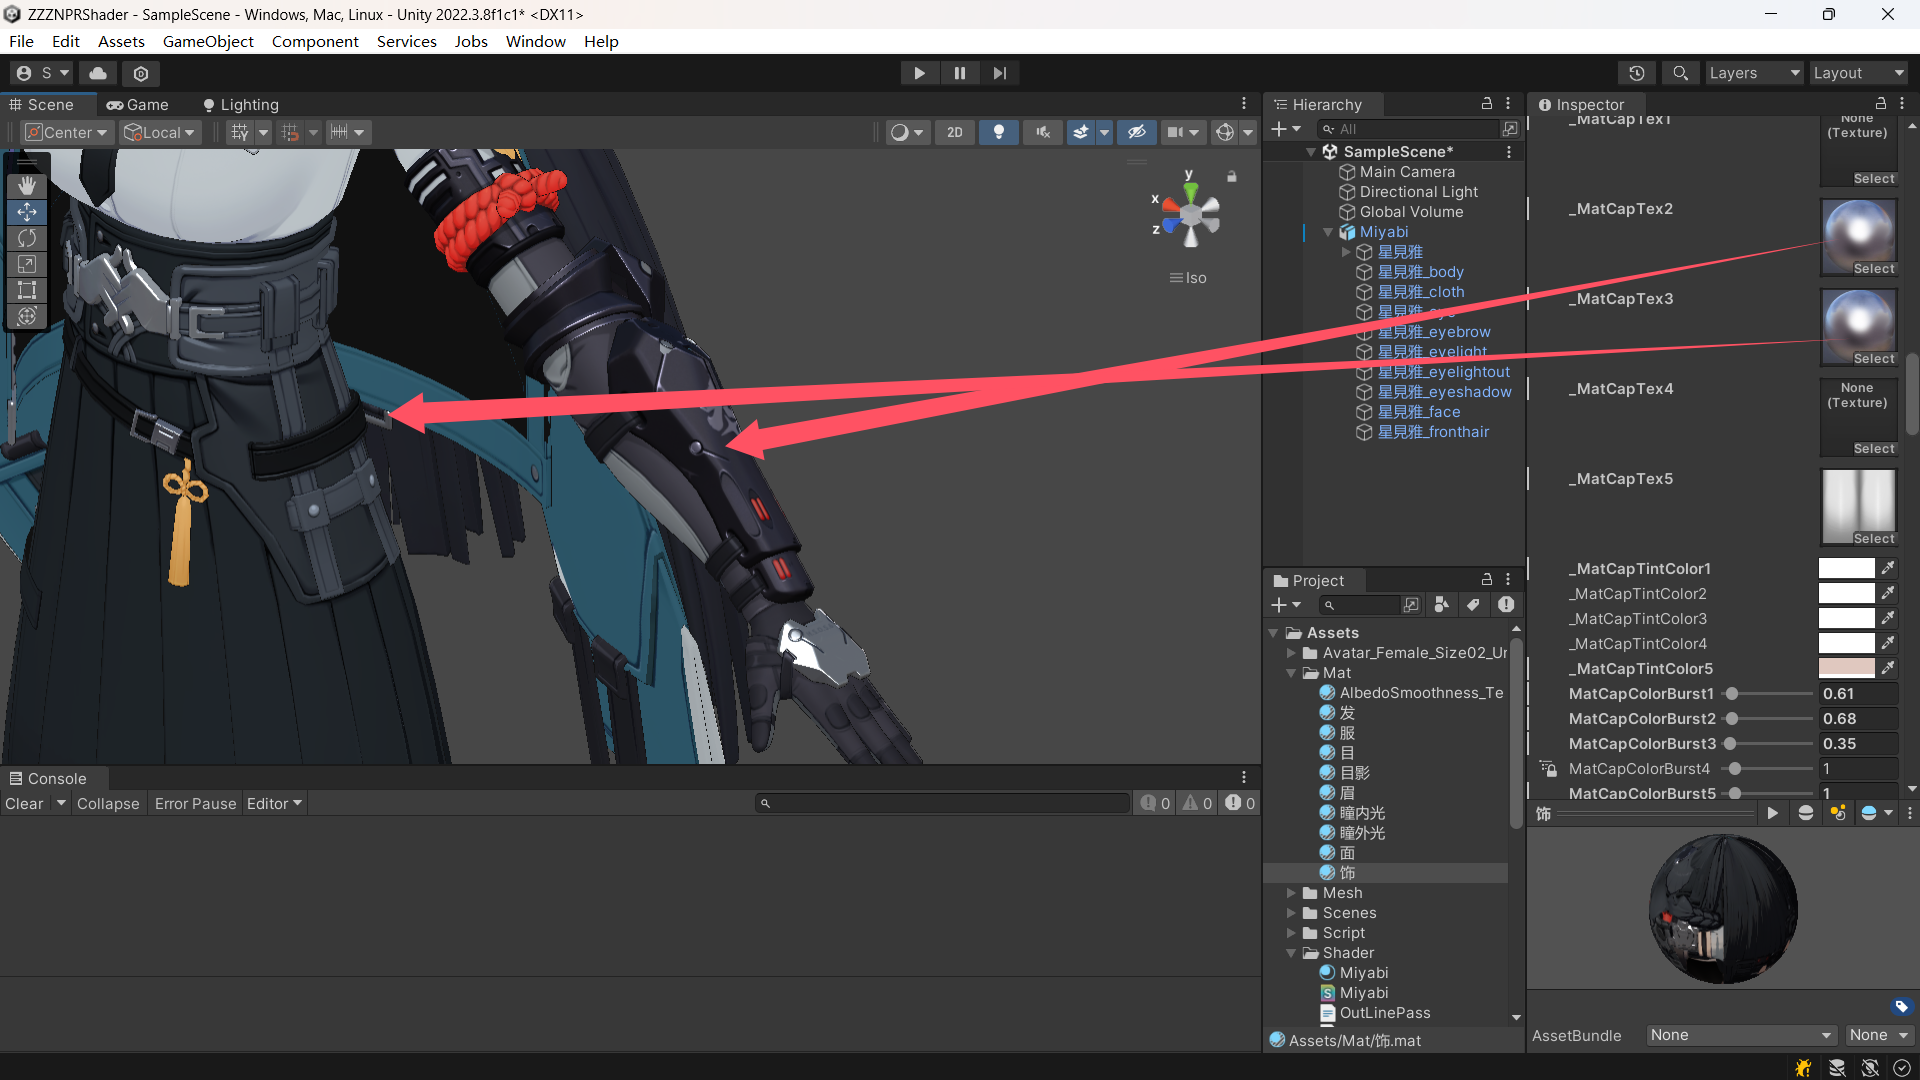 ZZZNPRShader - SampleScene - Windows, Mac, Linux - Unity 2022.3.8f1c1* <DX11>
File Edit Assets GameObject Component Services Jobs Window Help
S
Layers
Layout
Scene
Game
Lighting
Center
Local
2D
y
x
z
Iso
Hierarchy
All
SampleScene*
Main Camera
Directional Light
Global Volume
Miyabi
星見雅
星見雅_body
星見雅_cloth
星見雅_eye
星見雅_eyebrow
星見雅_eyelight
星見雅_eyelightout
星見雅_eyeshadow
星見雅_face
星見雅_fronthair
Project
Assets
Avatar_Female_Size02_Ur
Mat
AlbedoSmoothness_Te
发
服
目
目影
眉
瞳内光
瞳外光
面
饰
Mesh
Scenes
Script
Shader
Miyabi
Miyabi
OutLinePass
Assets/Mat/饰.mat
Inspector
_MatCapTex1
None
(Texture)
Select
_MatCapTex2
Select
_MatCapTex3
Select
_MatCapTex4
None
(Texture)
Select
_MatCapTex5
Select
_MatCapTintColor1
_MatCapTintColor2
_MatCapTintColor3
_MatCapTintColor4
_MatCapTintColor5
MatCapColorBurst1 0.61
MatCapColorBurst2 0.68
MatCapColorBurst3 0.35
MatCapColorBurst4 1
MatCapColorBurst5 1
饰
AssetBundle None None
Console
Clear Collapse Error Pause Editor
0 0 0